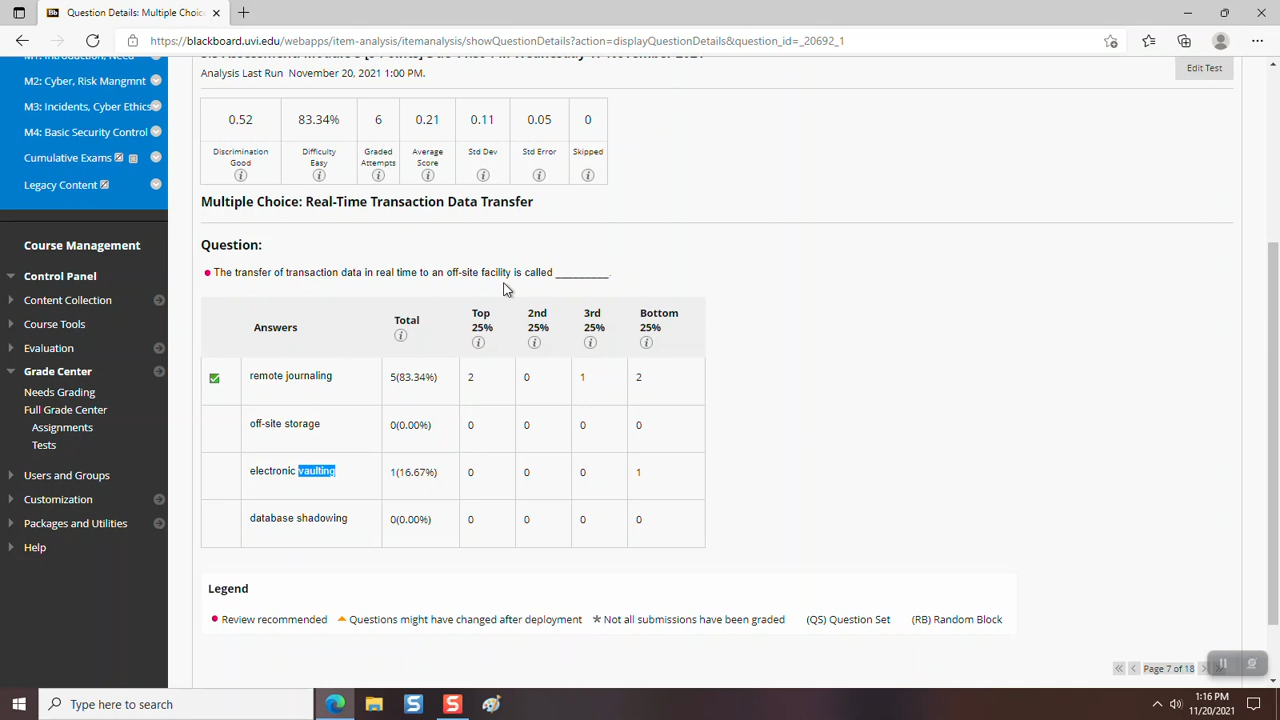 Question Details: Multiple Choic
https://blackboard.uvi.edu/webapps/item-analysis/itemanalysis/showQuestionDetails?action=displayQuestionDetails&question_id=_20692_1
M2: Cyber, Risk Mangmnt
M3: Incidents, Cyber Ethics
M4: Basic Security Control
Cumulative Exams
Legacy Content
Course Management
Control Panel
Content Collection
Course Tools
Evaluation
Grade Center
Needs Grading
Full Grade Center
Assignments
Tests
Users and Groups
Customization
Packages and Utilities
Help
Analysis Last Run November 20, 2021 1:00 PM.
Edit Test
0.52 83.34% 6 0.21 0.11 0.05 0
Discrimination Difficulty Graded Average Std Dev Std Error Skipped
Good Easy Attempts Score
Multiple Choice: Real-Time Transaction Data Transfer
Question:
The transfer of transaction data in real time to an off-site facility is called __________.
Answers Total Top 25% 2nd 25% 3rd 25% Bottom 25%
remote journaling 5(83.34%) 2 0 1 2
off-site storage 0(0.00%) 0 0 0 0
electronic vaulting 1(16.67%) 0 0 0 1
database shadowing 0(0.00%) 0 0 0 0
Legend
Review recommended Questions might have changed after deployment Not all submissions have been graded (QS) Question Set (RB) Random Block
Page 7 of 18
Type here to search
1:16 PM
11/20/2021